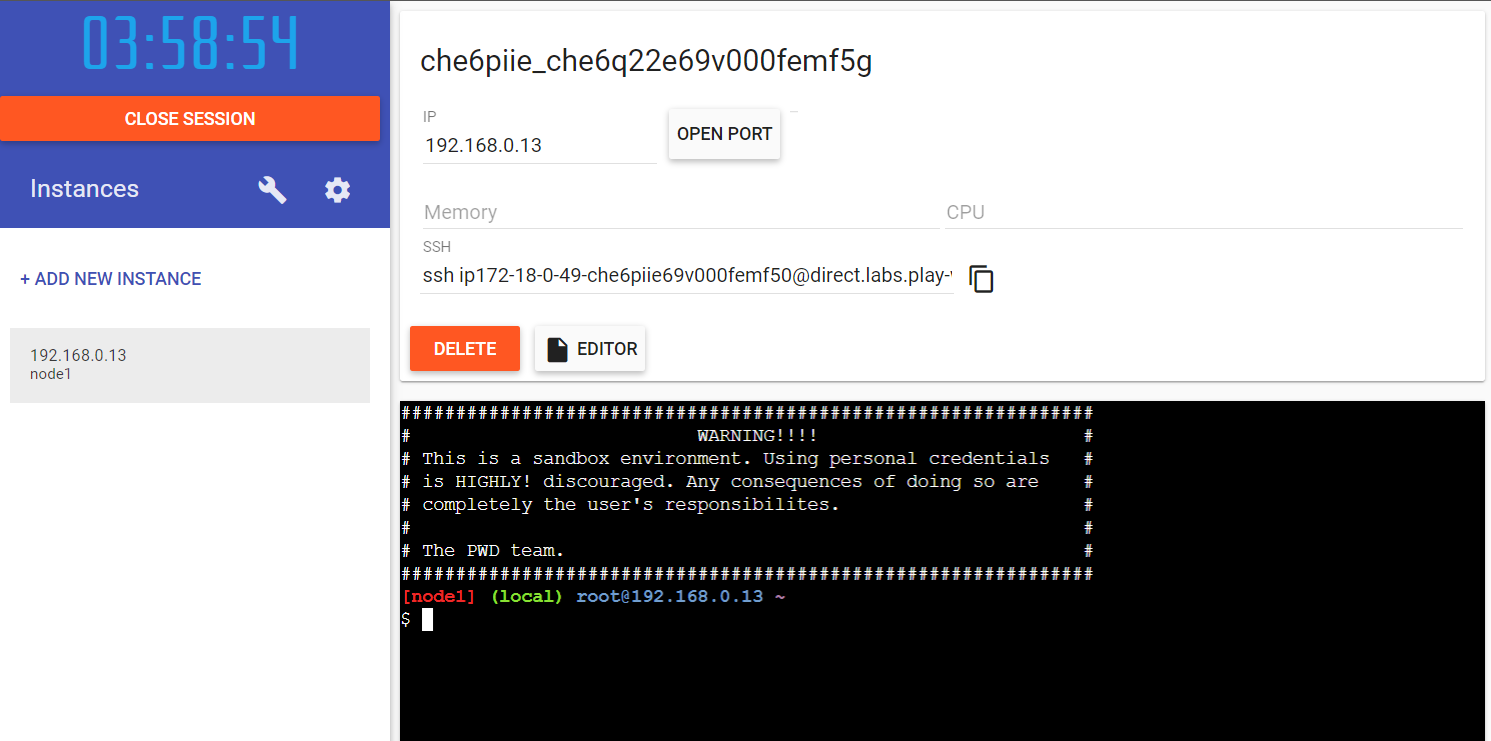 03:58:54
CLOSE SESSION
Instances
+ ADD NEW INSTANCE
192.168.0.13
node1
che6piie_che6q22e69v000femf5g
IP
192.168.0.13
OPEN PORT
Memory
CPU
SSH
ssh ip172-18-0-49-che6piie69v000femf50@direct.labs.play-
DELETE
EDITOR
###############################################################
# WARNING!!!! #
# This is a sandbox environment. Using personal credentials #
# is HIGHLY! discouraged. Any consequences of doing so are #
# completely the user's responsibilites. #
# #
# The PWD team. #
###############################################################
[node1] (local) root@192.168.0.13 ~
$